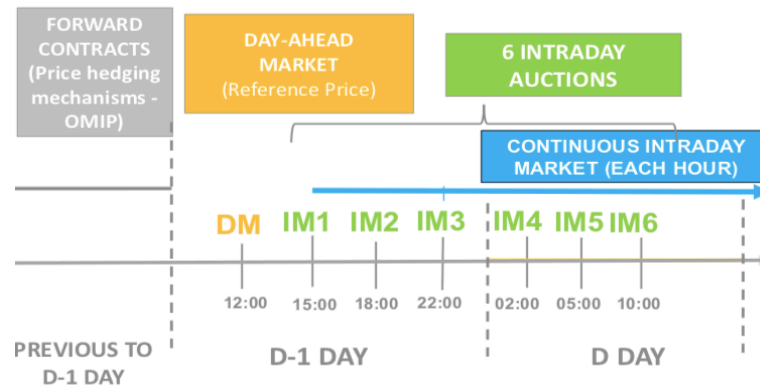 FORWARD
CONTRACTS
(Price hedging
mechanisms -
OMIP)
DAY-AHEAD
MARKET
(Reference Price)
6 INTRADAY
AUCTIONS
CONTINUOUS INTRADAY
MARKET (EACH HOUR)
DM IM1 IM2 IM3 IM4 IM5 IM6
12:00 15:00 18:00 22:00 02:00 05:00 10:00
PREVIOUS TO
D-1 DAY
D-1 DAY
D DAY